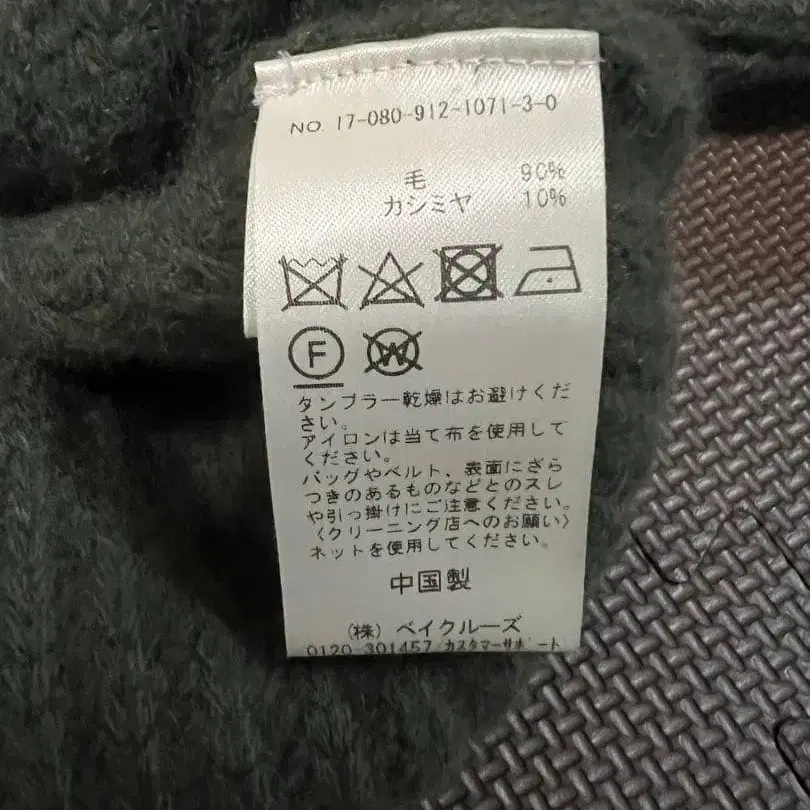 NO. 17-080-912-1071-3-0
毛 90%
カシミヤ 10%
F
W
タンブラー乾燥はお避けくだ
さい。
アイロンは当て布を使用して
ください。
バッグやベルト、表面にざら
つきのあるものなどとのスレ
や引っ掛けにご注意ください。
〈クリーニング店へのお願い〉
ネットを使用してください。
中国製
(株) ベイクルーズ
0120-301457/カスタマーサポート